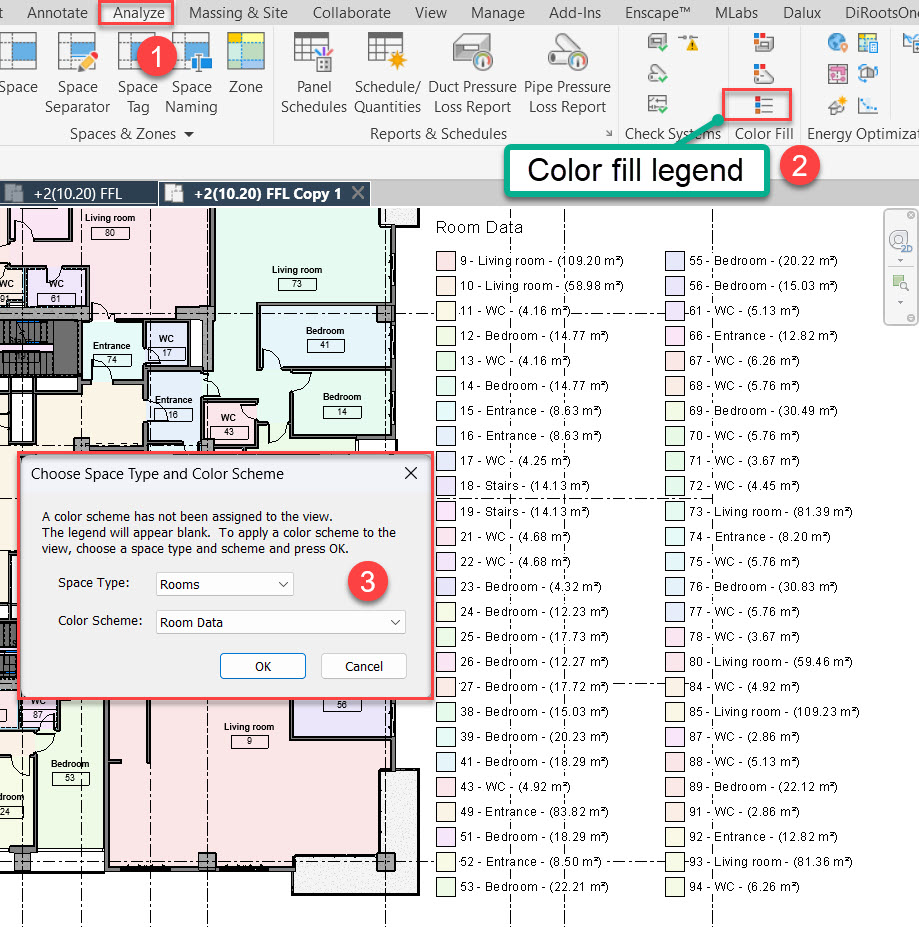 Annotate Analyze Massing & Site Collaborate View Manage Add-Ins Enscape™ MLabs Dalux DiRootsOne
1
Space
Space Separator
Space Tag
Space Naming
Zone
Panel Schedules
Schedule/ Quantities
Duct Pressure Loss Report
Pipe Pressure Loss Report
Spaces & Zones
Reports & Schedules
Check Systems
Color Fill
Energy Optimizat
Color fill legend
2
+2(10.20) FFL
+2(10.20) FFL Copy 1
2D
Living room
80
WC
91
WC
61
Living room
73
Entrance
74
WC
17
Bedroom
41
Entrance
16
WC
43
Bedroom
14
Choose Space Type and Color Scheme
A color scheme has not been assigned to the view.
The legend will appear blank. To apply a color scheme to the
view, choose a space type and scheme and press OK.
Space Type: Rooms
3
Color Scheme: Room Data
OK Cancel
WC
87
56
Living room
9
Bedroom
53
droom
24
Room Data
9 - Living room - (109.20 m²)
10 - Living room - (58.98 m²)
11 - WC - (4.16 m²)
12 - Bedroom - (14.77 m²)
13 - WC - (4.16 m²)
14 - Bedroom - (14.77 m²)
15 - Entrance - (8.63 m²)
16 - Entrance - (8.63 m²)
17 - WC - (4.25 m²)
18 - Stairs - (14.13 m²)
19 - Stairs - (14.13 m²)
21 - WC - (4.68 m²)
22 - WC - (4.68 m²)
23 - Bedroom - (4.32 m²)
24 - Bedroom - (12.23 m²)
25 - Bedroom - (17.73 m²)
26 - Bedroom - (12.27 m²)
27 - Bedroom - (17.72 m²)
38 - Bedroom - (15.03 m²)
39 - Bedroom - (20.23 m²)
41 - Bedroom - (18.29 m²)
43 - WC - (4.92 m²)
49 - Entrance - (83.82 m²)
51 - Bedroom - (18.29 m²)
52 - Entrance - (8.50 m²)
53 - Bedroom - (22.21 m²)
55 - Bedroom - (20.22 m²)
56 - Bedroom - (15.03 m²)
61 - WC - (5.13 m²)
66 - Entrance - (12.82 m²)
67 - WC - (6.26 m²)
68 - WC - (5.76 m²)
69 - Bedroom - (30.49 m²)
70 - WC - (5.76 m²)
71 - WC - (3.67 m²)
72 - WC - (4.45 m²)
73 - Living room - (81.39 m²)
74 - Entrance - (8.20 m²)
75 - WC - (5.76 m²)
76 - Bedroom - (30.83 m²)
77 - WC - (5.76 m²)
78 - WC - (3.67 m²)
80 - Living room - (59.46 m²)
84 - WC - (4.92 m²)
85 - Living room - (109.23 m²)
87 - WC - (2.86 m²)
88 - WC - (5.13 m²)
89 - Bedroom - (22.12 m²)
91 - WC - (2.86 m²)
92 - Entrance - (12.82 m²)
93 - Living room - (81.36 m²)
94 - WC - (6.26 m²)